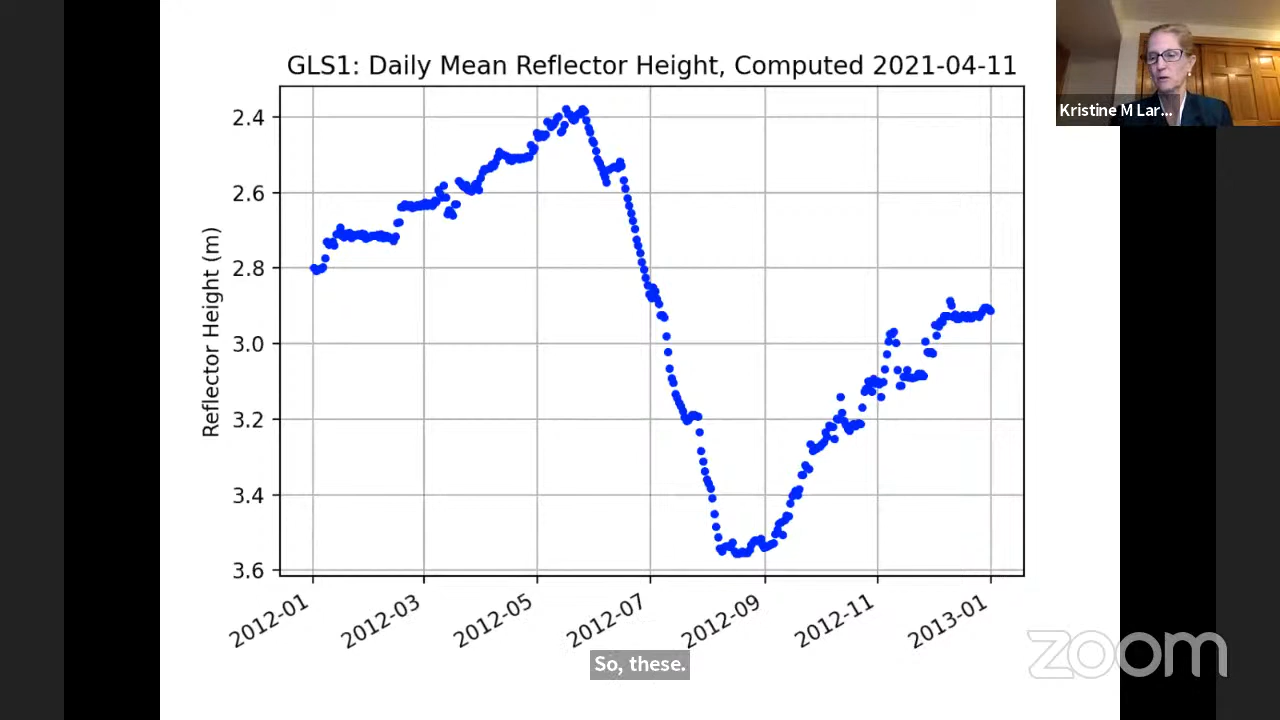 GLS1: Daily Mean Reflector Height, Computed 2021-04-11
Kristine M Lar...
Reflector Height (m)
2.4
2.6
2.8
3.0
3.2
3.4
3.6
2012-01
2012-03
2012-05
2012-07
2012-09
2012-11
2013-01
So, these.
zoom